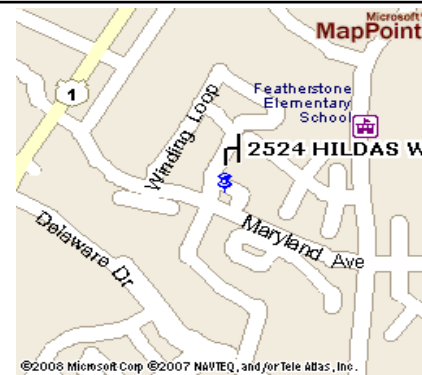 Microsoft
MapPoint
1
Featherstone
Elementary
School
Winding Loop
2524 HILDAS W
Maryland Ave
Delaware Dr
©2008 Microsoft Corp ©2007 NAVTEQ, and/or Tele Atlas, Inc.